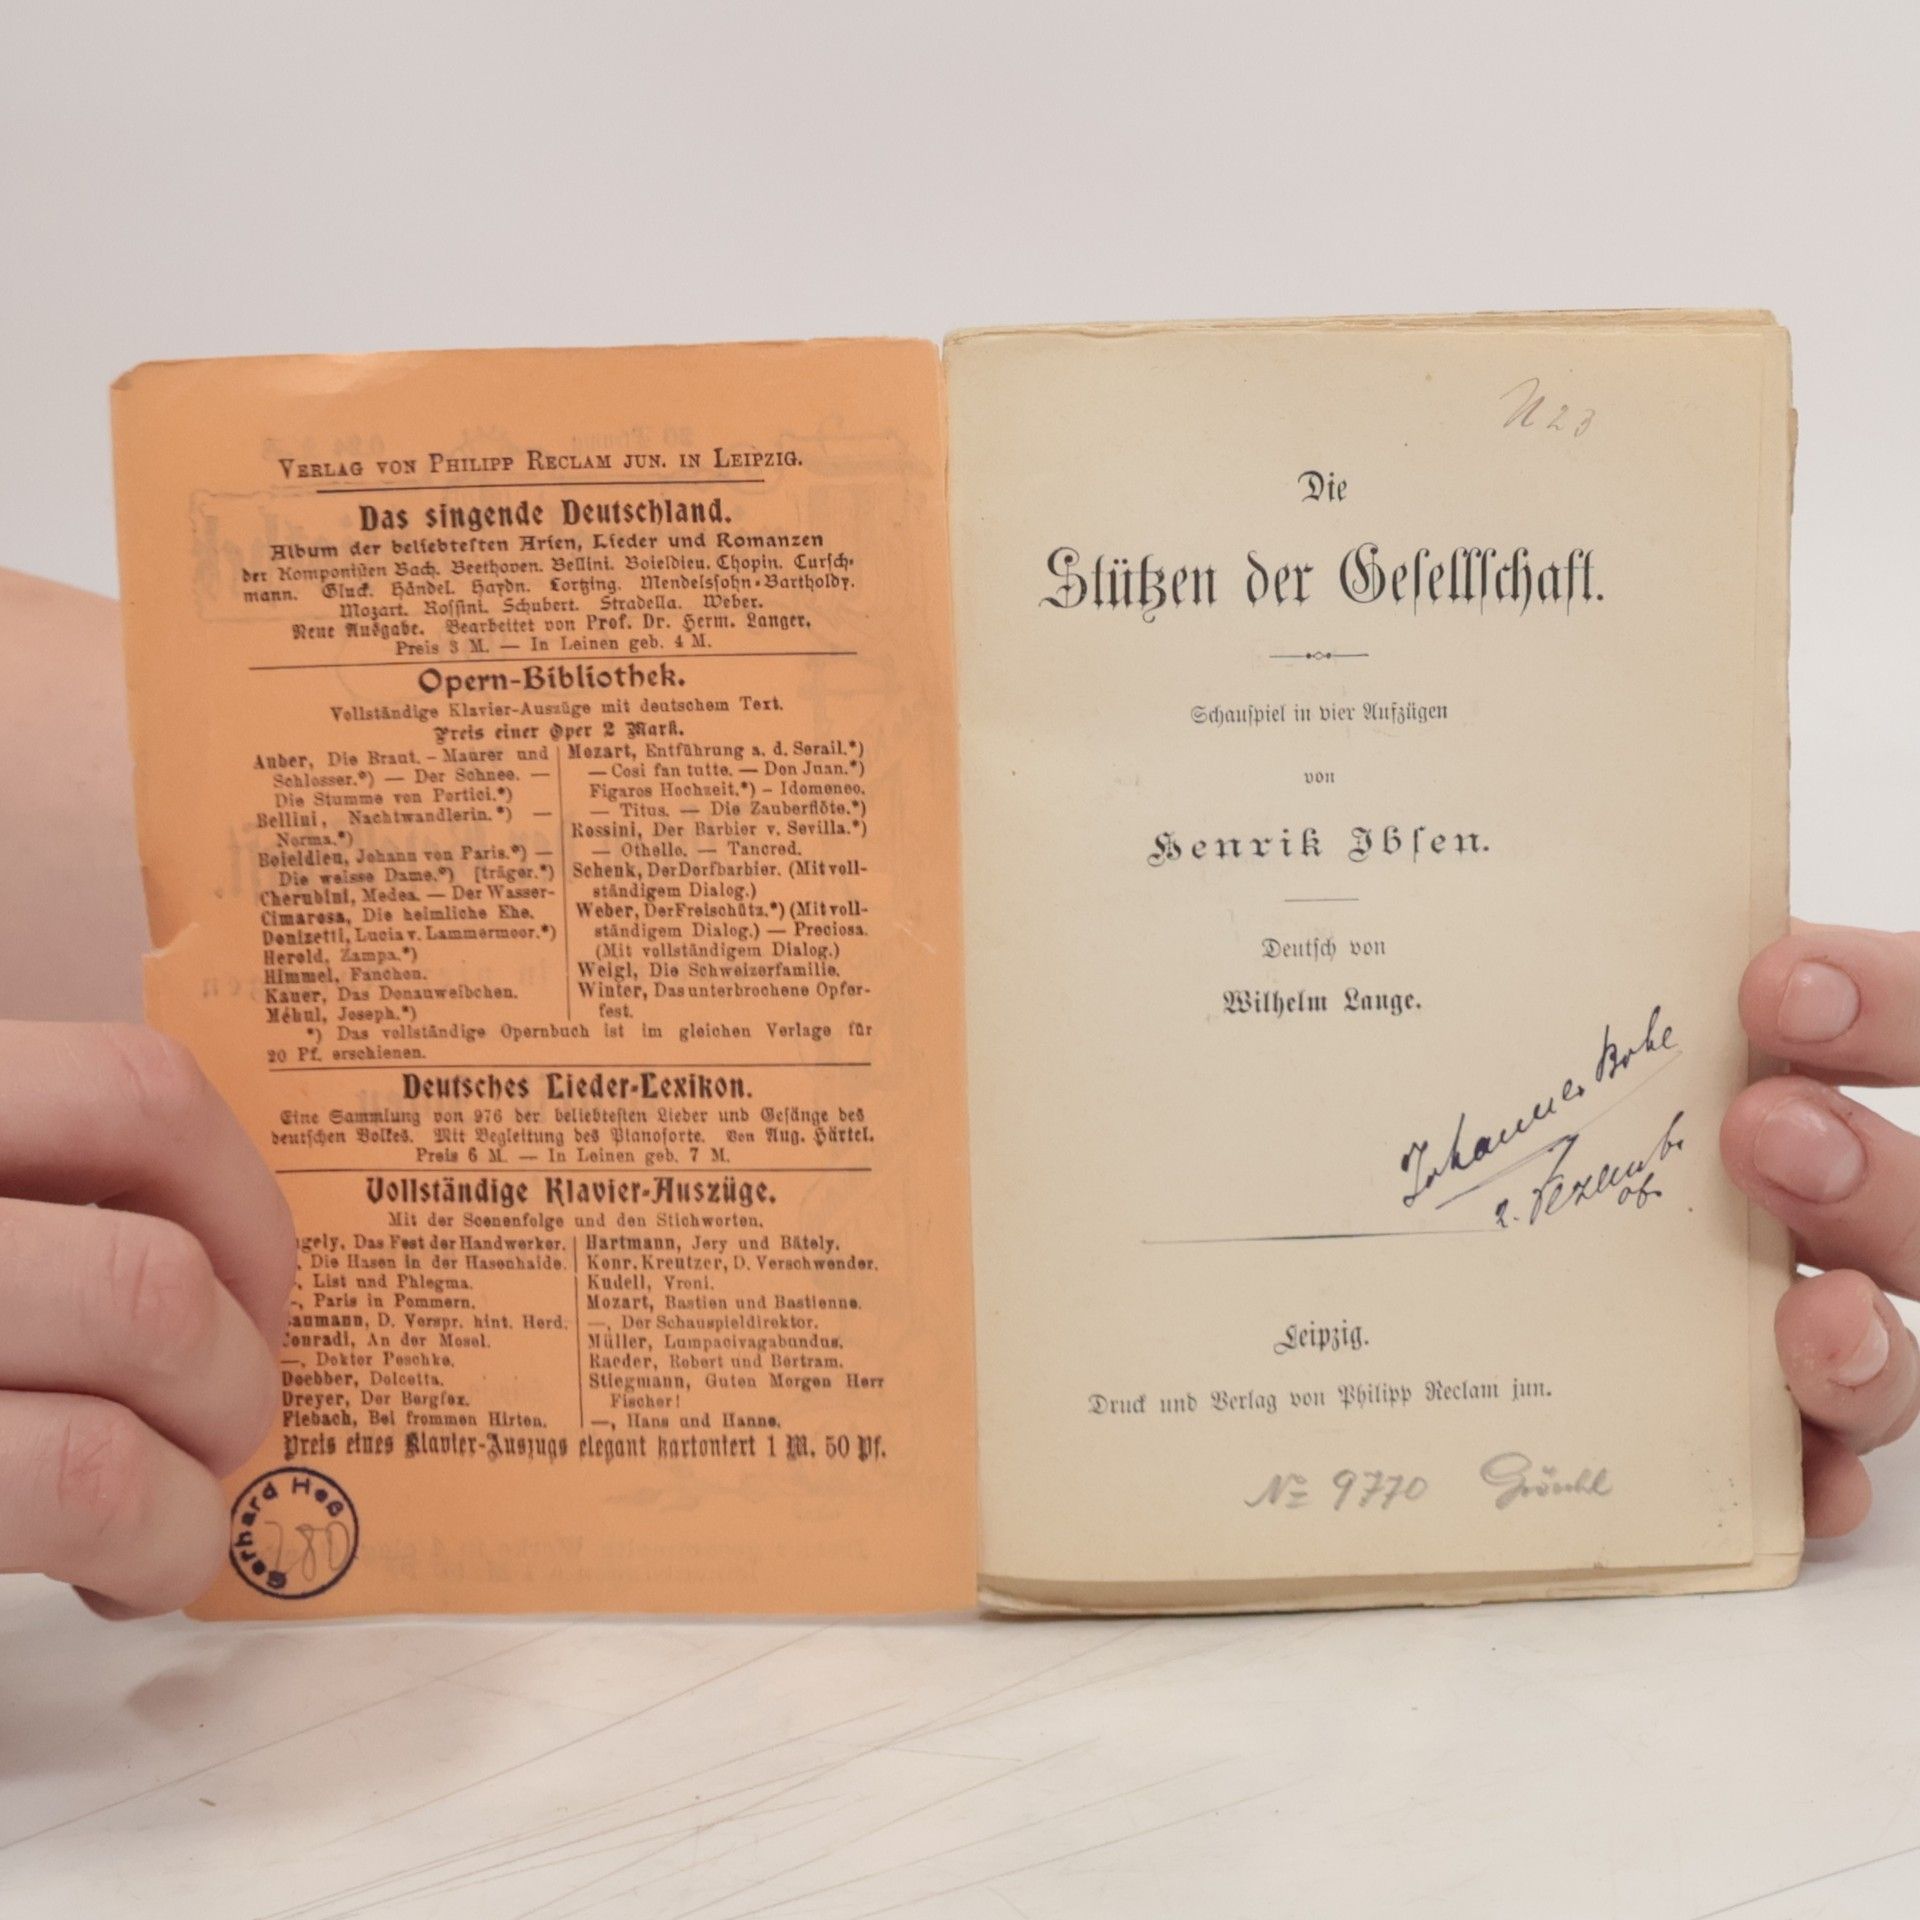 VERLAG VON PHILIPP RECLAM JUN. IN LEIPZIG.
Das singende Deutschland.
Album der beliebtesten Arien, Lieder und Romanzen
der Komponisten Bach. Beethoven. Bellini. Boieldieu. Chopin. Cursch-
mann. Gluck. Händel. Haydn. Lortzing. Mendelssohn-Bartholdy.
Mozart. Rossini. Schubert. Stradella. Weber.
Neue Ausgabe. Bearbeitet von Prof. Dr. Herm. Langer.
Preis 3 M. — In Leinen geb. 4 M.
Opern-Bibliothek.
Vollständige Klavier-Auszüge mit deutschem Text.
Preis einer Oper 2 Mark.
Auber, Die Braut. – Maurer und
Schlosser.*) — Der Schnee. —
Die Stumme von Portici.*)
Bellini, Nachtwandlerin.*) —
Norma.*)
Boieldieu, Johann von Paris.*) —
Die weisse Dame.*) [träger.*)
Cherubini, Medea. — Der Wasser-
Cimarosa, Die heimliche Ehe.
Donizetti, Lucia v. Lammermoor.*)
Herold, Zampa.*)
Himmel, Fanchon.
Kauer, Das Donauweibchen.
Méhul, Joseph.*)
Mozart, Entführung a. d. Serail.*)
— Cosi fan tutte. — Don Juan.*)
Figaros Hochzeit.*) – Idomeneo.
— Titus. — Die Zauberflöte.*)
Rossini, Der Barbier v. Sevilla.*)
— Othello. — Tancred.
Schenk, Der Dorfbarbier. (Mit voll-
ständigem Dialog.)
Weber, Der Freischütz.*) (Mit voll-
ständigem Dialog.) — Preciosa.
(Mit vollständigem Dialog.)
Weigl, Die Schweizerfamilie.
Winter, Das unterbrochene Opfer-
fest.
*) Das vollständige Opernbuch ist im gleichen Verlage für
20 Pf. erschienen.
Deutsches Lieder-Lexikon.
Eine Sammlung von 976 der beliebtesten Lieder und Gesänge des
deutschen Volkes. Mit Begleitung des Pianoforte. Von Aug. Härtel.
Preis 6 M. — In Leinen geb. 7 M.
Vollständige Klavier-Auszüge.
Mit der Scenenfolge und den Stichworten.
ngely, Das Fest der Handwerker.
, Die Hasen in der Hasenhaide.
–, List und Phlegma.
–, Paris in Pommern.
aumann, D. Verspr. hint. Herd.
Conradi, An der Mosel.
—, Doktor Peschke.
Doebber, Dolcetta.
Dreyer, Der Bergfex.
Fiebach, Bei frommen Hirten.
Hartmann, Jery und Bätely.
Konr. Kreutzer, D. Verschwender.
Kudell, Vroni.
Mozart, Bastien und Bastienne.
—, Der Schauspieldirektor.
Müller, Lumpacivagabundus.
Raeder, Robert und Bertram.
Stiegmann, Guten Morgen Herr
Fischer!
—, Hans und Hanne.
Preis eines Klavier-Auszugs elegant kartoniert 1 M. 50 Pf.
Gerhard Heß
780
N 23
Die
Stützen der Gesellschaft.
Schauspiel in vier Aufzügen
von
Henrik Ibsen.
Deutsch von
Wilhelm Lange.
Johannes
2. Dezember
06.
Leipzig.
Druck und Verlag von Philipp Reclam jun.
No 9770